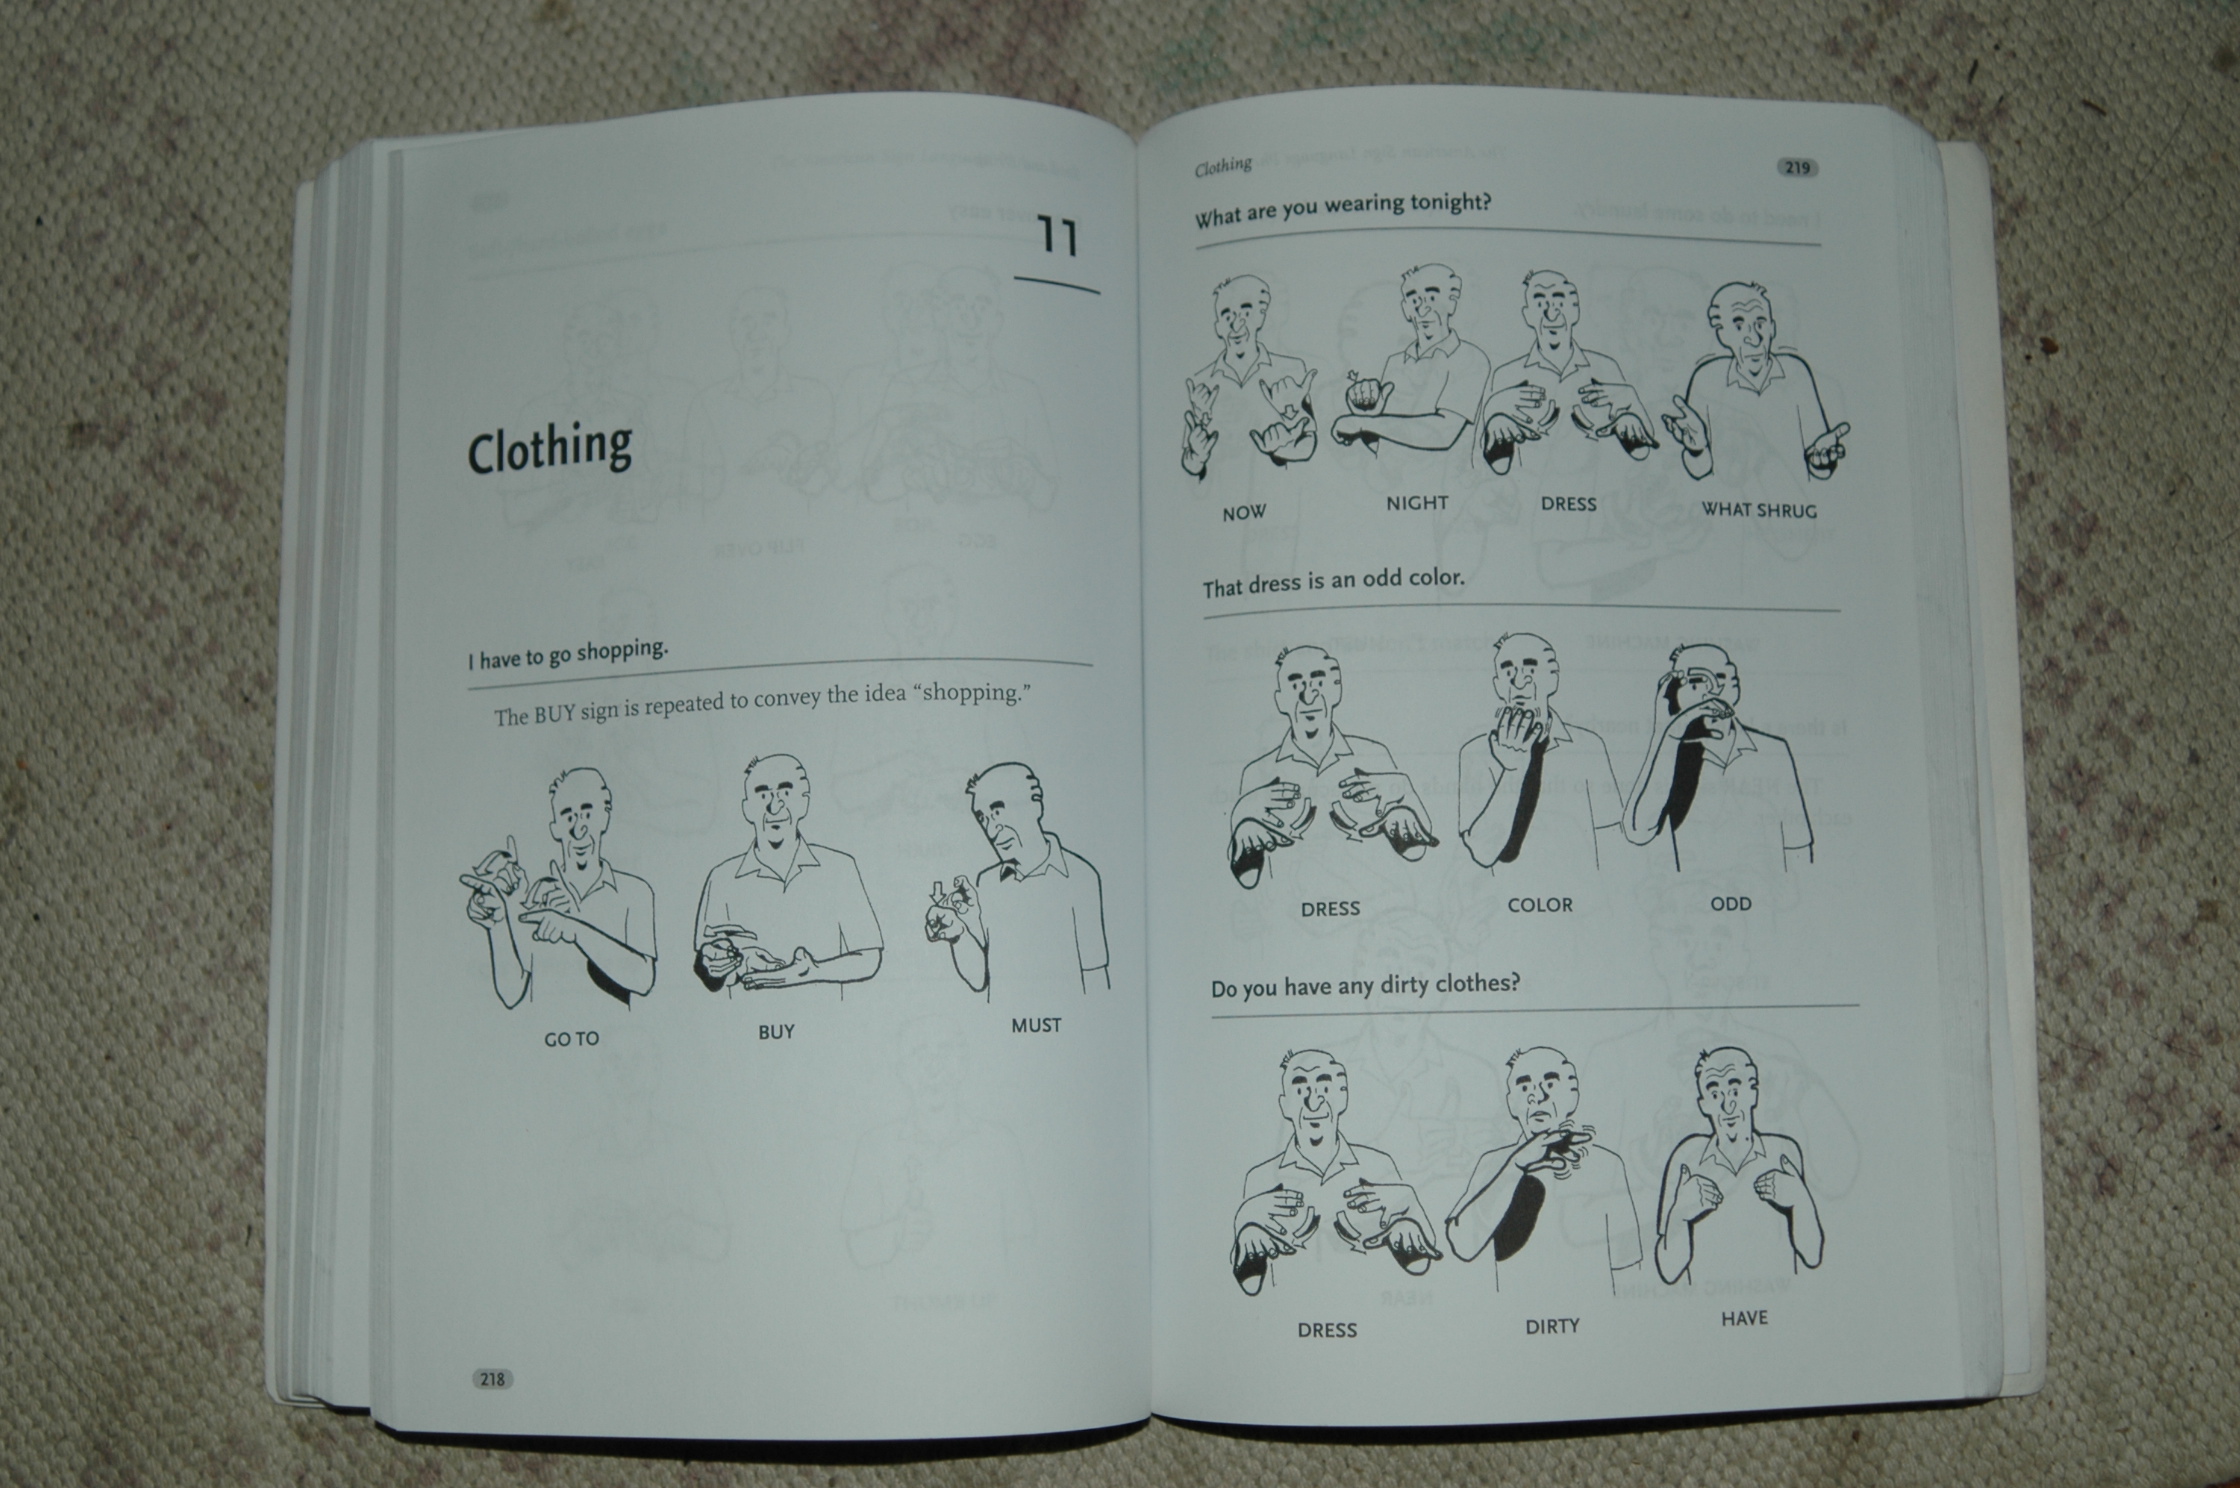 11
Clothing
I have to go shopping.
The BUY sign is repeated to convey the idea “shopping.”
GO TO BUY MUST
218
Clothing 219
What are you wearing tonight?
NOW NIGHT DRESS WHAT SHRUG
That dress is an odd color.
DRESS COLOR ODD
Do you have any dirty clothes?
DRESS DIRTY HAVE